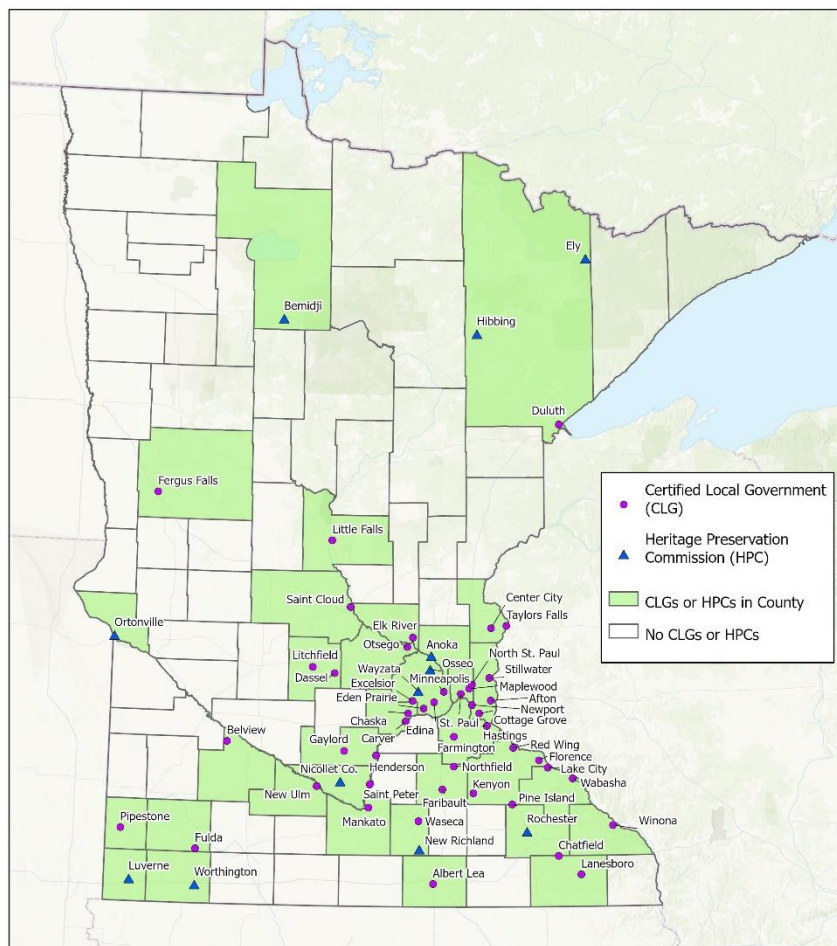 Ely
Bemidji
Hibbing
Duluth
Fergus Falls
Certified Local Government
(CLG)
Heritage Preservation
Commission (HPC)
CLGs or HPCs in County
No CLGs or HPCs
Little Falls
Saint Cloud
Center City
Taylors Falls
Ortonville
Elk River
Otsego
Anoka
Osseo
North St. Paul
Litchfield
Dassel
Wayzata
Minneapolis
Stillwater
Excelsior
Maplewood
Eden Prairie
Afton
Newport
Chaska
Edina
St. Paul
Cottage Grove
Belview
Carver
Hastings
Gaylord
Farmington
Red Wing
Florence
Henderson
Lake City
Nicollet Co.
Northfield
Wabasha
New Ulm
Saint Peter
Kenyon
Faribault
Pine Island
Pipestone
Mankato
Waseca
Rochester
Winona
Fulda
New Richland
Chatfield
Luverne
Worthington
Albert Lea
Lanesboro